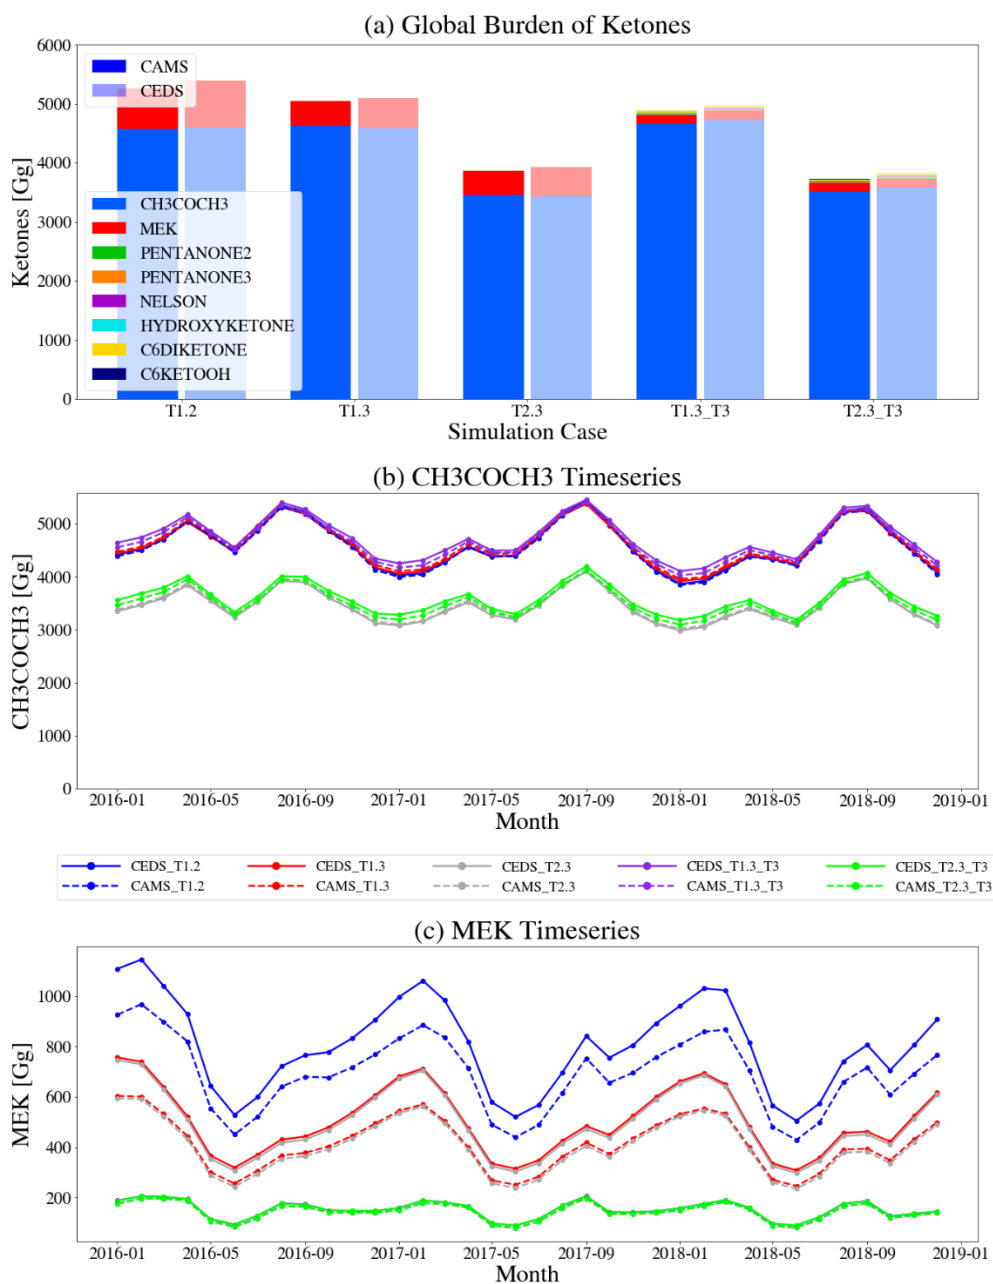 (a) Global Burden of Ketones
Ketones [Gg]
6000
5000
4000
3000
2000
1000
0
CAMS
CEDS
CH3COCH3
MEK
PENTANONE2
PENTANONE3
NELSON
HYDROXYKETONE
C6DIKETONE
C6KETOOH
T1.2 T1.3 T2.3 T1.3_T3 T2.3_T3
Simulation Case
(b) CH3COCH3 Timeseries
CH3COCH3 [Gg]
5000
4000
3000
2000
1000
0
2016-01 2016-05 2016-09 2017-01 2017-05 2017-09 2018-01 2018-05 2018-09 2019-01
Month
CEDS_T1.2 CEDS_T1.3 CEDS_T2.3 CEDS_T1.3_T3 CEDS_T2.3_T3
CAMS_T1.2 CAMS_T1.3 CAMS_T2.3 CAMS_T1.3_T3 CAMS_T2.3_T3
(c) MEK Timeseries
MEK [Gg]
1000
800
600
400
200
2016-01 2016-05 2016-09 2017-01 2017-05 2017-09 2018-01 2018-05 2018-09 2019-01
Month